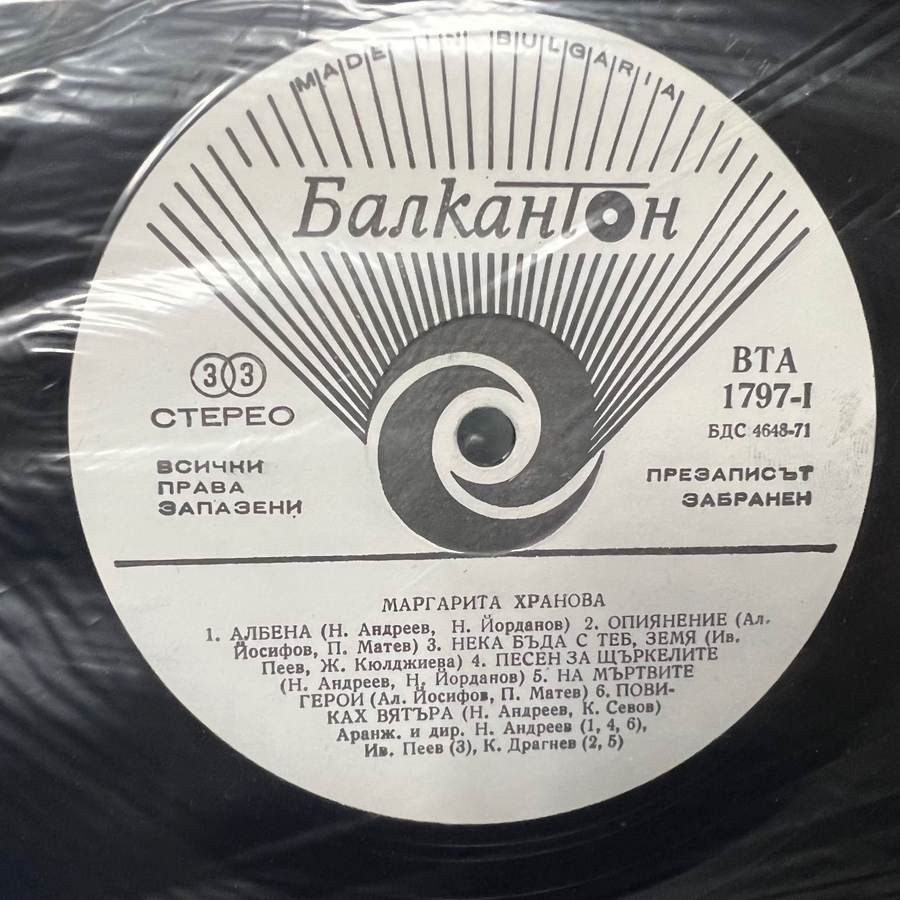 MADE IN BULGARIA
Балкантон
33
СТЕРЕО
ВСИЧКИ
ПРАВА
ЗАПАЗЕНИ
ВТА
1797-I
БДС 4648-71
ПРЕЗАПИСЪТ
ЗАБРАНЕН
МАРГАРИТА ХРАНОВА
1. АЛБЕНА (Н. Андреев, Н. Йорданов) 2. ОПИЯНЕНИЕ (Ал.
Йосифов, П. Матев) 3. НЕКА БЪДА С ТЕБ, ЗЕМЯ (Ив.
Пеев, Ж. Кюлджиева) 4. ПЕСЕН ЗА ЩЪРКЕЛИТЕ
(Н. Андреев, Н. Йорданов) 5. НА МЪРТВИТЕ
ГЕРОИ (Ал. Йосифов, П. Матев) 6. ПОВИ-
КАХ ВЯТЪРА (Н. Андреев, К. Севов)
Аранж. и дир. Н. Андреев (1, 4, 6),
Ив. Пеев (3), К. Драгнев (2, 5)